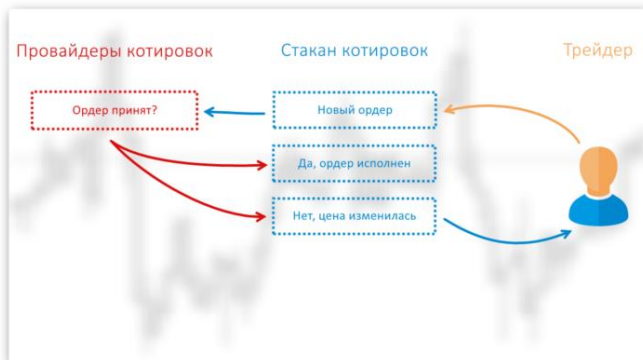 Провайдеры котировок
Стакан котировок
Трейдер
Ордер принят?
Новый ордер
Да, ордер исполнен
Нет, цена изменилась